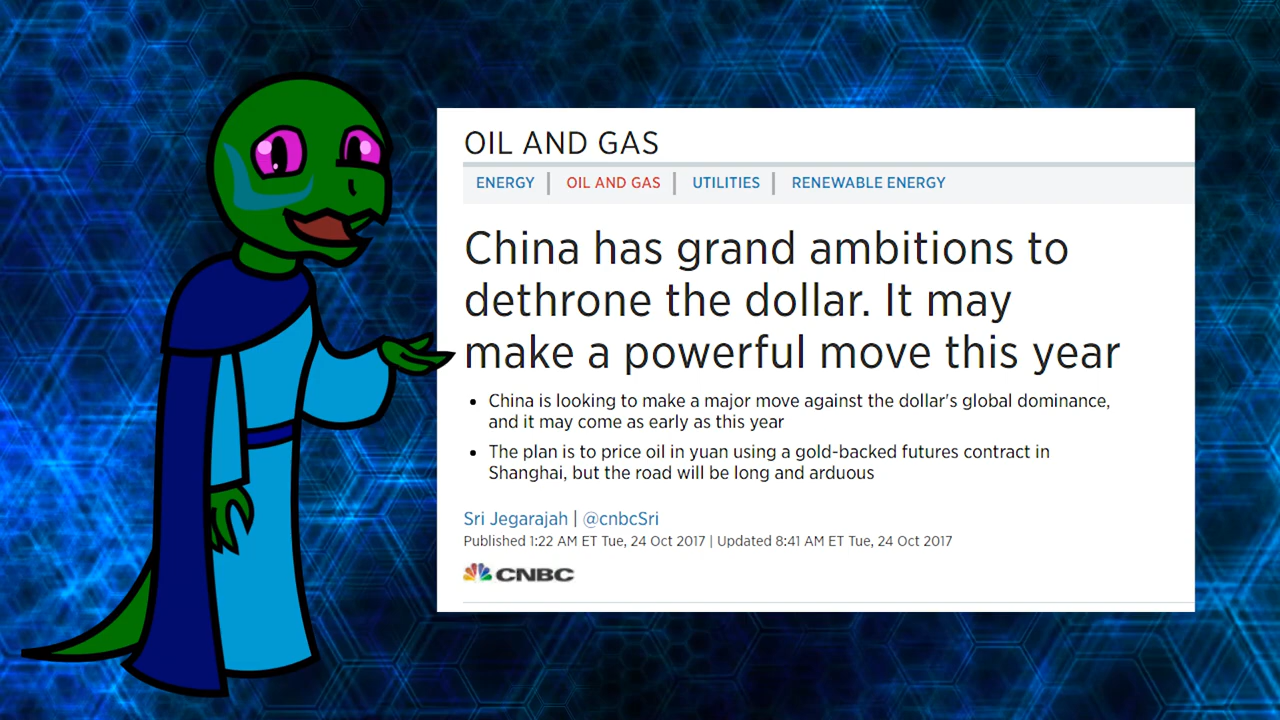 OIL AND GAS
ENERGY | OIL AND GAS | UTILITIES | RENEWABLE ENERGY
China has grand ambitions to
dethrone the dollar. It may
make a powerful move this year
• China is looking to make a major move against the dollar's global dominance,
and it may come as early as this year
• The plan is to price oil in yuan using a gold-backed futures contract in
Shanghai, but the road will be long and arduous
Sri Jegarajah | @cnbcSri
Published 1:22 AM ET Tue, 24 Oct 2017 | Updated 8:41 AM ET Tue, 24 Oct 2017
CNBC